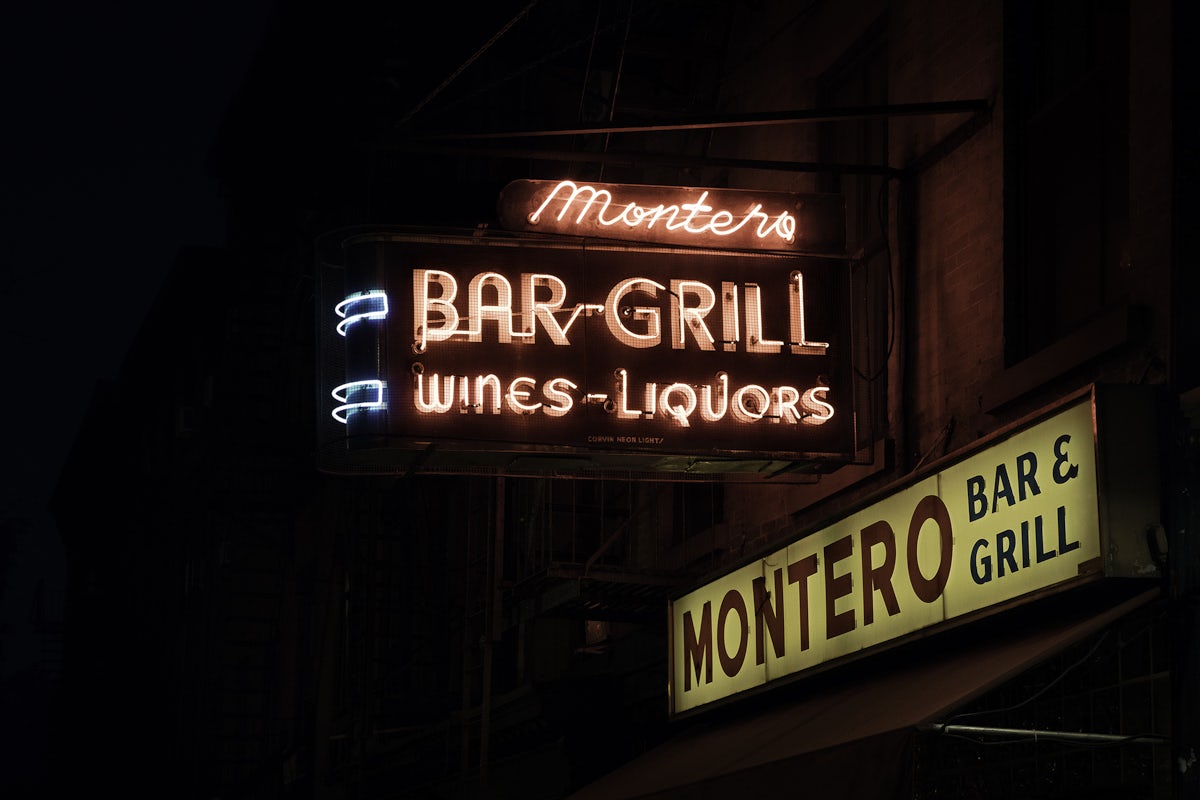 Montero
BAR-GRILL
WINES-LIQUORS
CORVIN NEON LIGHTS
MONTERO
BAR &
GRILL